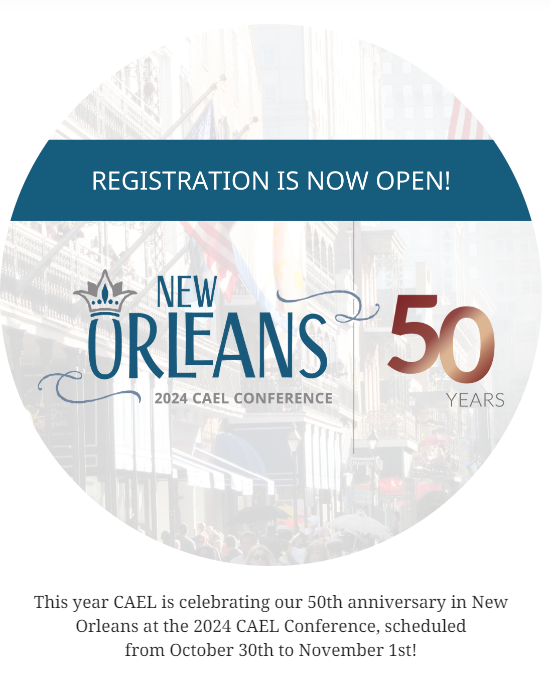 REGISTRATION IS NOW OPEN!
NEW
ORLEANS
2024 CAEL CONFERENCE
50
YEARS
This year CAEL is celebrating our 50th anniversary in New
Orleans at the 2024 CAEL Conference, scheduled
from October 30th to November 1st!